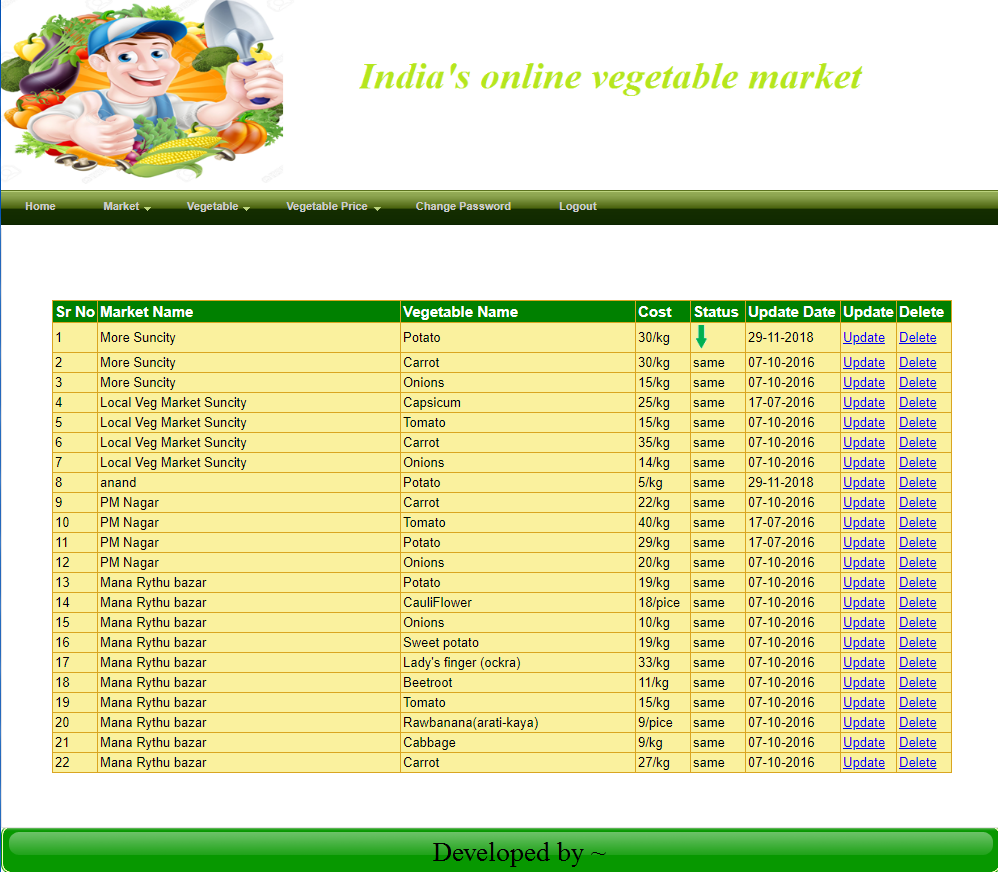 India's online vegetable market
Home Market Vegetable Vegetable Price Change Password Logout
Sr No Market Name Vegetable Name Cost Status Update Date Update Delete
1 More Suncity Potato 30/kg 29-11-2018 Update Delete
2 More Suncity Carrot 30/kg same 07-10-2016 Update Delete
3 More Suncity Onions 15/kg same 07-10-2016 Update Delete
4 Local Veg Market Suncity Capsicum 25/kg same 17-07-2016 Update Delete
5 Local Veg Market Suncity Tomato 15/kg same 07-10-2016 Update Delete
6 Local Veg Market Suncity Carrot 35/kg same 07-10-2016 Update Delete
7 Local Veg Market Suncity Onions 14/kg same 07-10-2016 Update Delete
8 anand Potato 5/kg same 29-11-2018 Update Delete
9 PM Nagar Carrot 22/kg same 07-10-2016 Update Delete
10 PM Nagar Tomato 40/kg same 17-07-2016 Update Delete
11 PM Nagar Potato 29/kg same 17-07-2016 Update Delete
12 PM Nagar Onions 20/kg same 07-10-2016 Update Delete
13 Mana Rythu bazar Potato 19/kg same 07-10-2016 Update Delete
14 Mana Rythu bazar CauliFlower 18/pice same 07-10-2016 Update Delete
15 Mana Rythu bazar Onions 10/kg same 07-10-2016 Update Delete
16 Mana Rythu bazar Sweet potato 19/kg same 07-10-2016 Update Delete
17 Mana Rythu bazar Lady's finger (ockra) 33/kg same 07-10-2016 Update Delete
18 Mana Rythu bazar Beetroot 11/kg same 07-10-2016 Update Delete
19 Mana Rythu bazar Tomato 15/kg same 07-10-2016 Update Delete
20 Mana Rythu bazar Rawbanana(arati-kaya) 9/pice same 07-10-2016 Update Delete
21 Mana Rythu bazar Cabbage 9/kg same 07-10-2016 Update Delete
22 Mana Rythu bazar Carrot 27/kg same 07-10-2016 Update Delete
Developed by ~